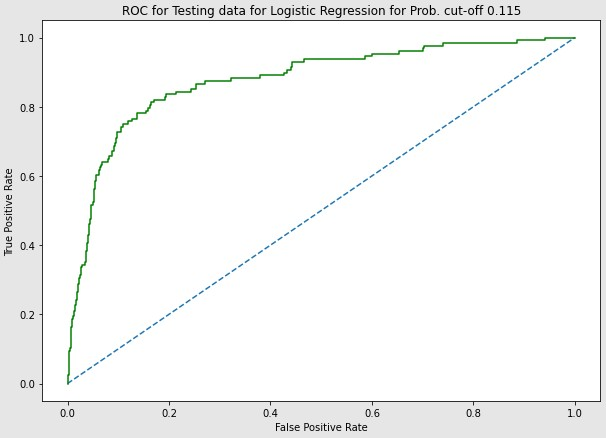 ROC for Testing data for Logistic Regression for Prob. cut-off 0.115
1.0
0.8
0.6
0.4
0.2
0.0
True Positive Rate
0.0 0.2 0.4 0.6 0.8 1.0
False Positive Rate